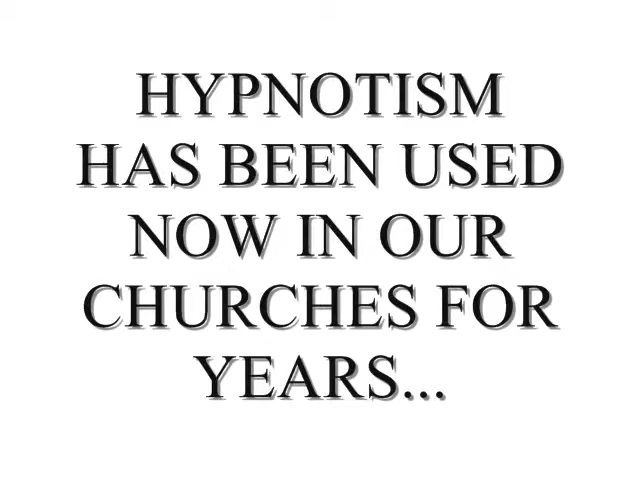 HYPNOTISM
HAS BEEN USED
NOW IN OUR
CHURCHES FOR
YEARS...